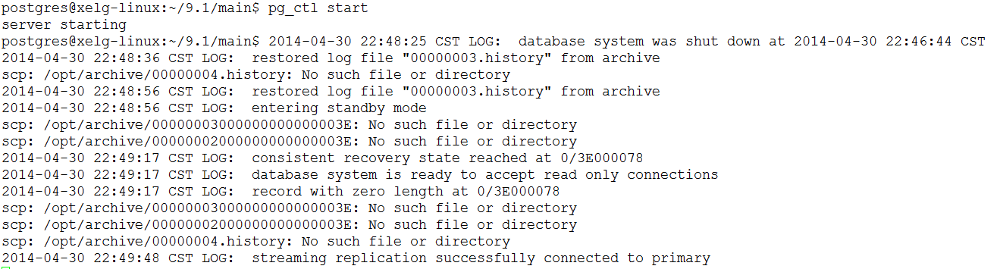 postgres@xelg-linux:~/9.1/main$ pg_ctl start
server starting
postgres@xelg-linux:~/9.1/main$ 2014-04-30 22:48:25 CST LOG:  database system was shut down at 2014-04-30 22:46:44 CST
2014-04-30 22:48:36 CST LOG:  restored log file "00000003.history" from archive
scp: /opt/archive/00000004.history: No such file or directory
2014-04-30 22:48:56 CST LOG:  restored log file "00000003.history" from archive
2014-04-30 22:48:56 CST LOG:  entering standby mode
scp: /opt/archive/00000003000000000000003E: No such file or directory
scp: /opt/archive/00000002000000000000003E: No such file or directory
2014-04-30 22:49:17 CST LOG:  consistent recovery state reached at 0/3E000078
2014-04-30 22:49:17 CST LOG:  database system is ready to accept read only connections
2014-04-30 22:49:17 CST LOG:  record with zero length at 0/3E000078
scp: /opt/archive/00000003000000000000003E: No such file or directory
scp: /opt/archive/00000002000000000000003E: No such file or directory
scp: /opt/archive/00000004.history: No such file or directory
2014-04-30 22:49:48 CST LOG:  streaming replication successfully connected to primary